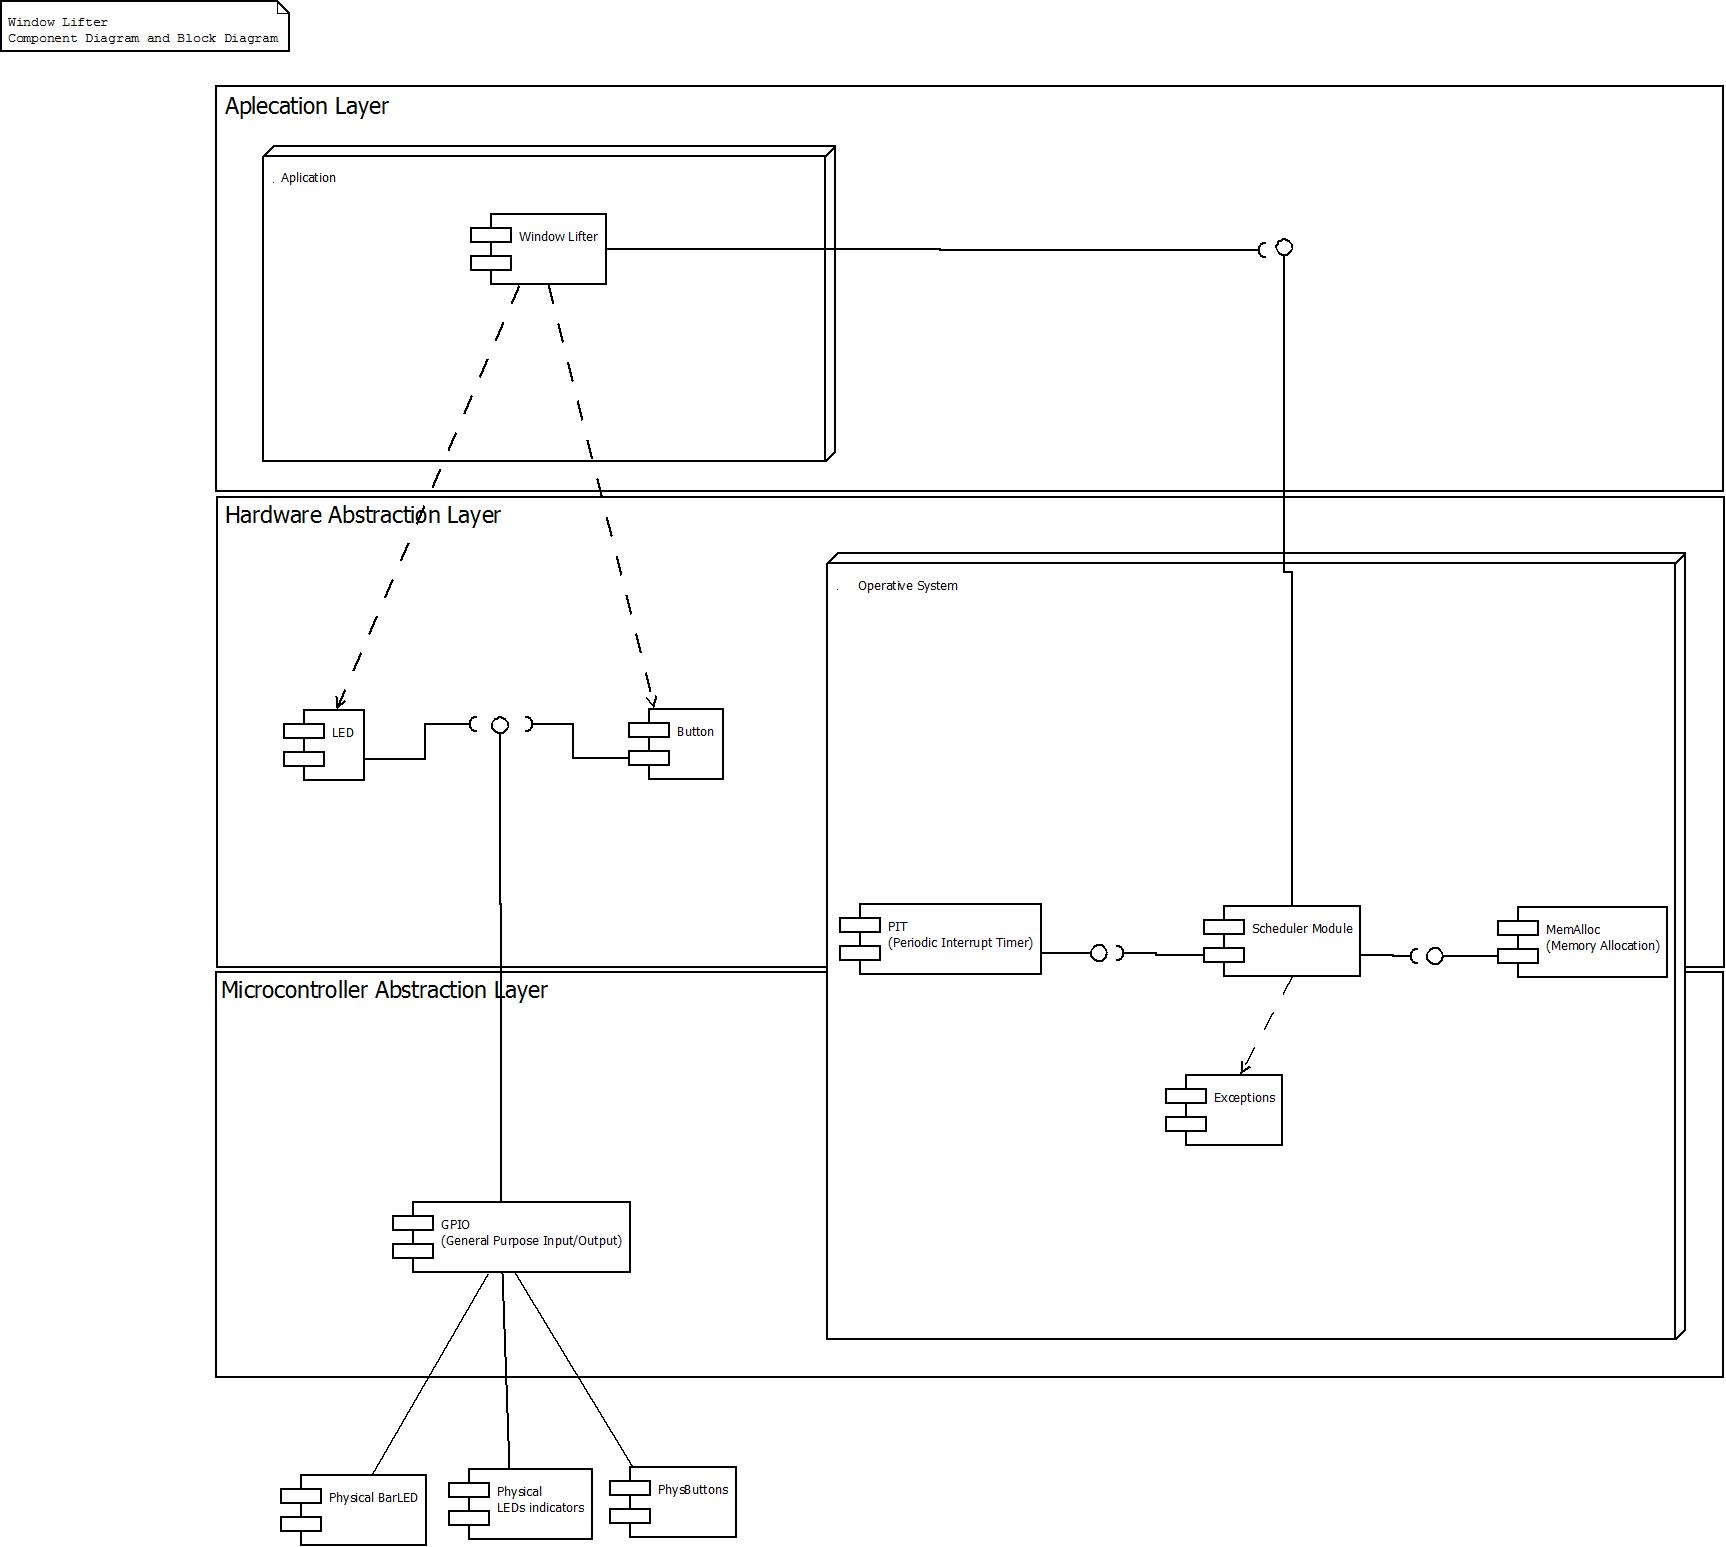 Window Lifter
Component Diagram and Block Diagram
Aplecation Layer
. Aplication
Window Lifter
Hardware Abstraction Layer
. Operative System
LED
Button
PIT
(Periodic Interrupt Timer)
Scheduler Module
MemAlloc
(Memory Allocation)
Microcontroller Abstraction Layer
Exceptions
GPIO
(General Purpose Input/Output)
Physical BarLED
Physical
LEDs indicators
PhysButtons